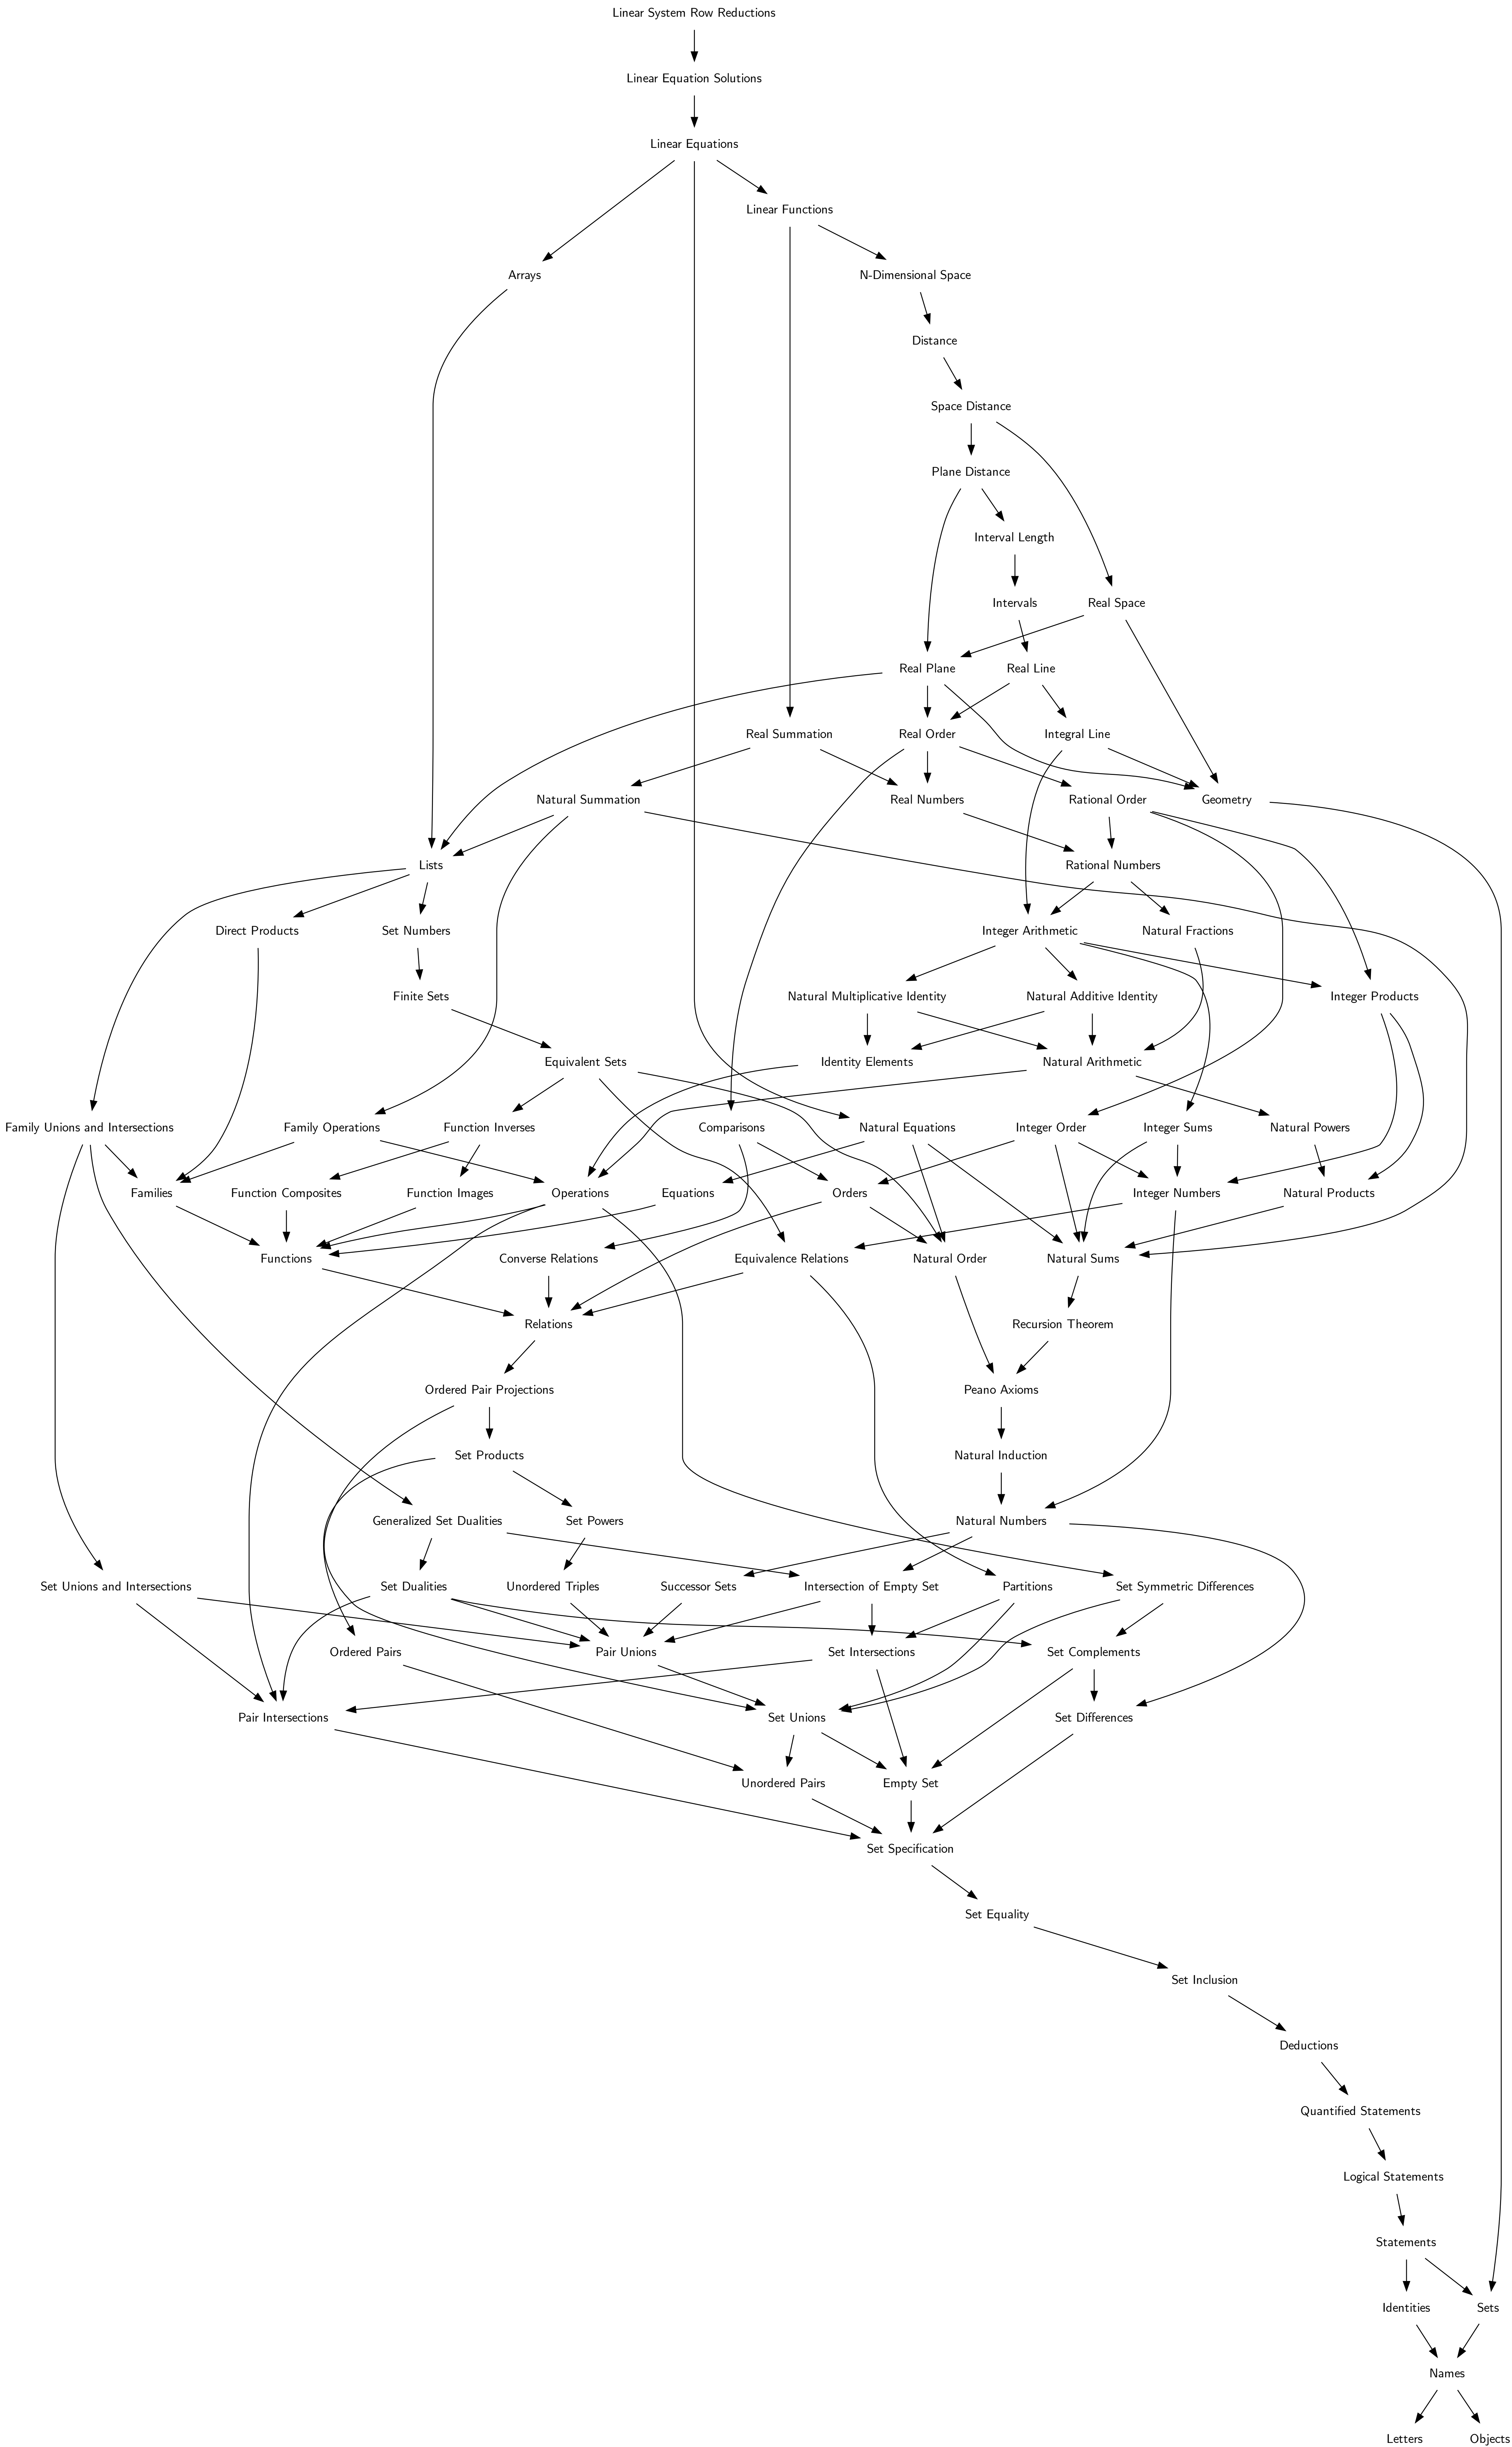 Linear System Row Reductions
Linear Equation Solutions
Linear Equations
Linear Functions
Arrays
N-Dimensional Space
Distance
Space Distance
Plane Distance
Interval Length
Intervals
Real Space
Real Plane
Real Line
Real Summation
Real Order
Integral Line
Natural Summation
Real Numbers
Rational Order
Geometry
Lists
Rational Numbers
Direct Products
Set Numbers
Integer Arithmetic
Natural Fractions
Finite Sets
Natural Multiplicative Identity
Natural Additive Identity
Integer Products
Equivalent Sets
Identity Elements
Natural Arithmetic
Family Unions and Intersections
Family Operations
Function Inverses
Comparisons
Natural Equations
Integer Order
Integer Sums
Natural Powers
Families
Function Composites
Function Images
Operations
Equations
Orders
Integer Numbers
Natural Products
Functions
Converse Relations
Equivalence Relations
Natural Order
Natural Sums
Relations
Recursion Theorem
Ordered Pair Projections
Peano Axioms
Set Products
Natural Induction
Generalized Set Dualities
Set Powers
Natural Numbers
Set Unions and Intersections
Set Dualities
Unordered Triples
Successor Sets
Intersection of Empty Set
Partitions
Set Symmetric Differences
Ordered Pairs
Pair Unions
Set Intersections
Set Complements
Pair Intersections
Set Unions
Set Differences
Unordered Pairs
Empty Set
Set Specification
Set Equality
Set Inclusion
Deductions
Quantified Statements
Logical Statements
Statements
Identities
Sets
Names
Letters
Objects